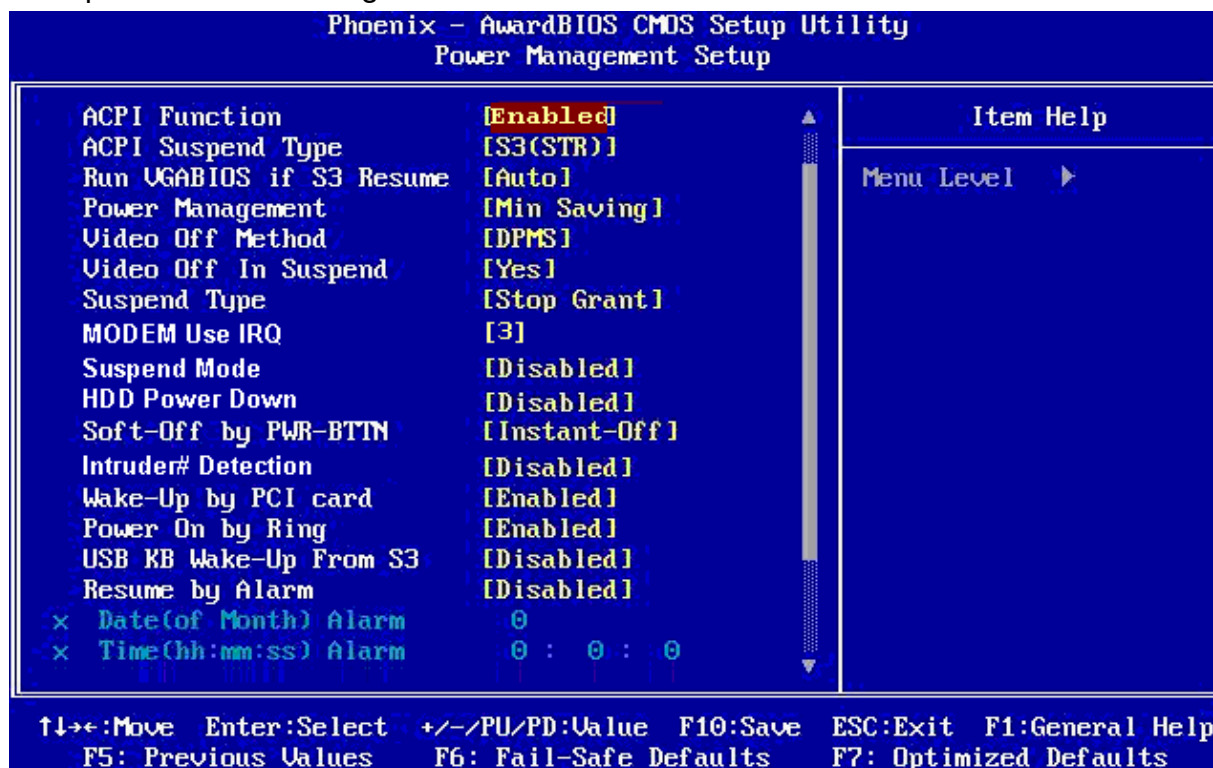 Phoenix - AwardBIOS CMOS Setup Utility
Power Management Setup
ACPI Function [Enabled]
ACPI Suspend Type [S3(STR)]
Run VGABIOS if S3 Resume [Auto]
Power Management [Min Saving]
Video Off Method [DPMS]
Video Off In Suspend [Yes]
Suspend Type [Stop Grant]
MODEM Use IRQ [3]
Suspend Mode [Disabled]
HDD Power Down [Disabled]
Soft-Off by PWR-BTTN [Instant-Off]
Intruder# Detection [Disabled]
Wake-Up by PCI card [Enabled]
Power On by Ring [Enabled]
USB KB Wake-Up From S3 [Disabled]
Resume by Alarm [Disabled]
x Date(of Month) Alarm 0
x Time(hh:mm:ss) Alarm 0 : 0 : 0
Item Help
Menu Level ▶
↑↓→←:Move Enter:Select +/-/PU/PD:Value F10:Save ESC:Exit F1:General Help
F5: Previous Values F6: Fail-Safe Defaults F7: Optimized Defaults